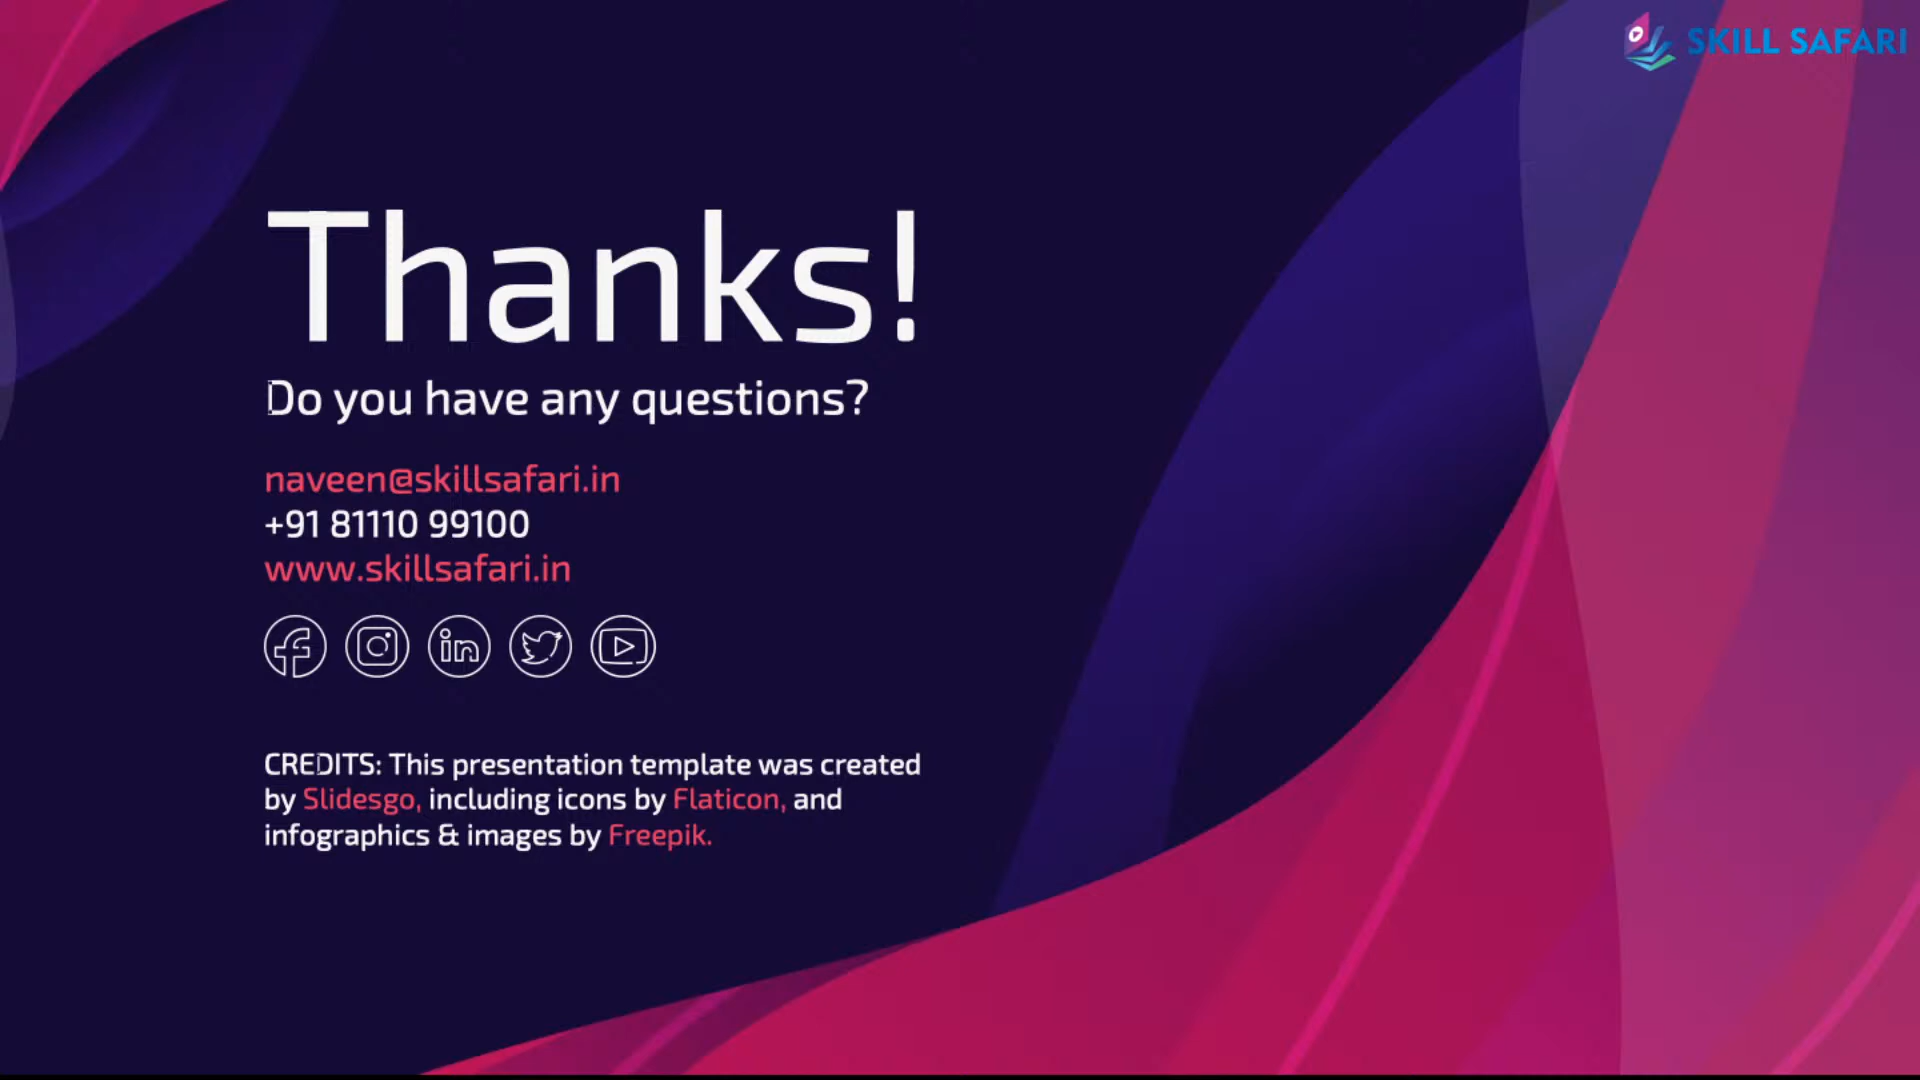 SKILL SAFARI
Thanks!
Do you have any questions?
naveen@skillsafari.in
+91 81110 99100
www.skillsafari.in
CREDITS: This presentation template was created
by Slidesgo, including icons by Flaticon, and
infographics & images by Freepik.